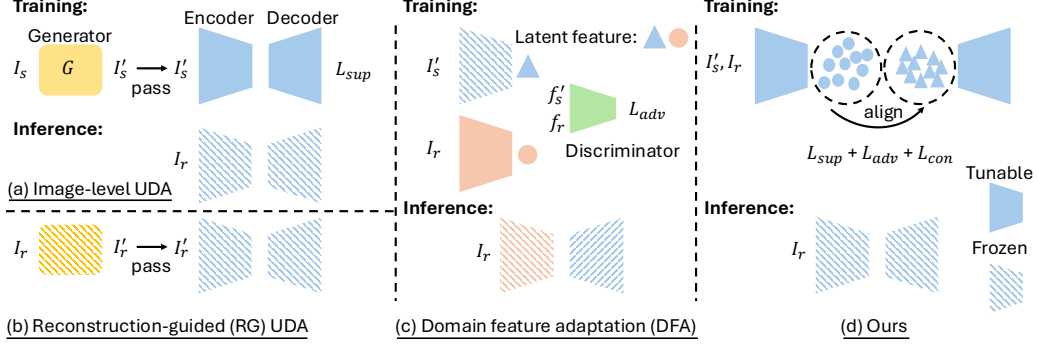 Training:
Generator
Encoder
Decoder
I_s
G
I'_s
pass
I'_s
L_sup
Inference:
I_r
(a) Image-level UDA
I_r
I'_r
pass
I'_r
(b) Reconstruction-guided (RG) UDA
Training:
Latent feature:
I'_s
f'_s
f_r
L_adv
I_r
Discriminator
Inference:
I_r
(c) Domain feature adaptation (DFA)
Training:
I'_s, I_r
align
L_sup + L_adv + L_con
Tunable
Inference:
I_r
Frozen
(d) Ours